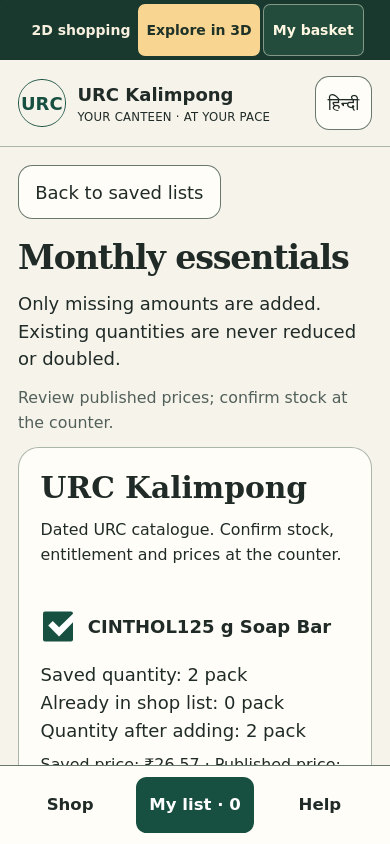 2D shopping
Explore in 3D
My basket
URC
URC Kalimpong
YOUR CANTEEN · AT YOUR PACE
हिन्दी
Back to saved lists
Monthly essentials
Only missing amounts are added.
Existing quantities are never reduced
or doubled.
Review published prices; confirm stock at
the counter.
URC Kalimpong
Dated URC catalogue. Confirm stock,
entitlement and prices at the counter.
CINTHOL125 g Soap Bar
Saved quantity: 2 pack
Already in shop list: 0 pack
Quantity after adding: 2 pack
Saved price: ₹26.57 · Published price:
Shop
My list · 0
Help